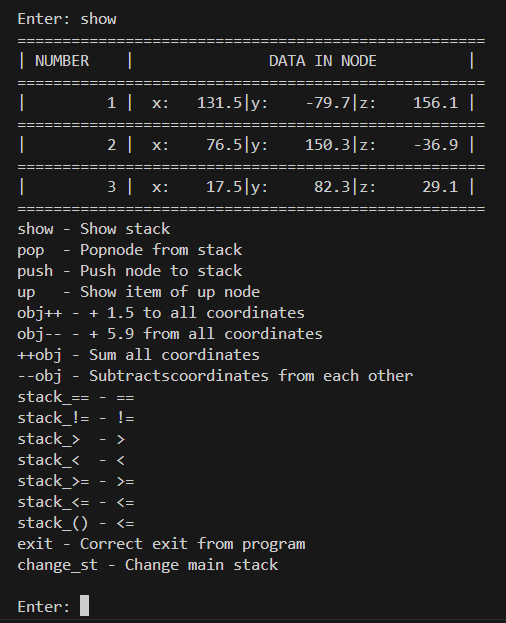 Enter: show
====================================================
| NUMBER    |               DATA IN NODE          |
====================================================
|         1 |  x:   131.5|y:    -79.7|z:    156.1 |
====================================================
|         2 |  x:    76.5|y:    150.3|z:    -36.9 |
====================================================
|         3 |  x:    17.5|y:     82.3|z:     29.1 |
====================================================
show - Show stack
pop  - Popnode from stack
push - Push node to stack
up   - Show item of up node
obj++ - + 1.5 to all coordinates
obj-- - + 5.9 from all coordinates
++obj - Sum all coordinates
--obj - Subtractscoordinates from each other
stack_== - ==
stack_!= - !=
stack_>  - >
stack_<  - <
stack_>= - >=
stack_<= - <=
stack_() - <=
exit - Correct exit from program
change_st - Change main stack
Enter: